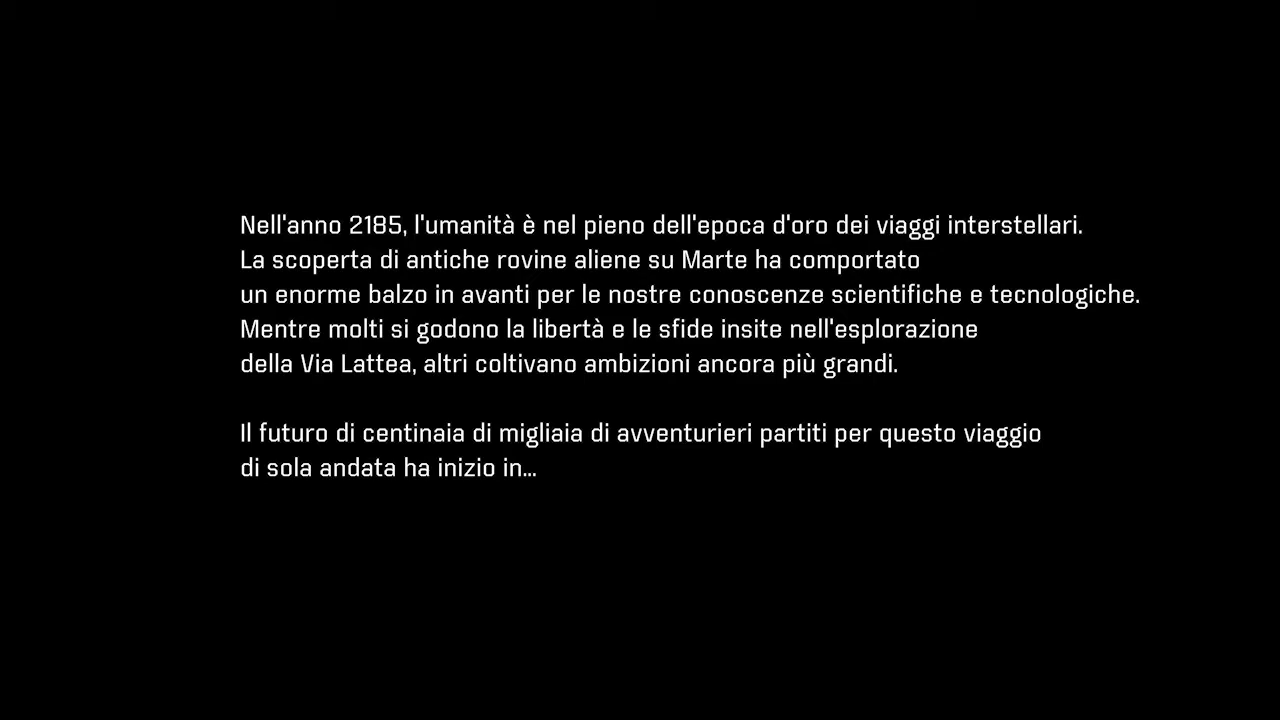 Nell'anno 2185, l'umanità è nel pieno dell'epoca d'oro dei viaggi interstellari.
La scoperta di antiche rovine aliene su Marte ha comportato
un enorme balzo in avanti per le nostre conoscenze scientifiche e tecnologiche.
Mentre molti si godono la libertà e le sfide insite nell'esplorazione
della Via Lattea, altri coltivano ambizioni ancora più grandi.
Il futuro di centinaia di migliaia di avventurieri partiti per questo viaggio
di sola andata ha inizio in...